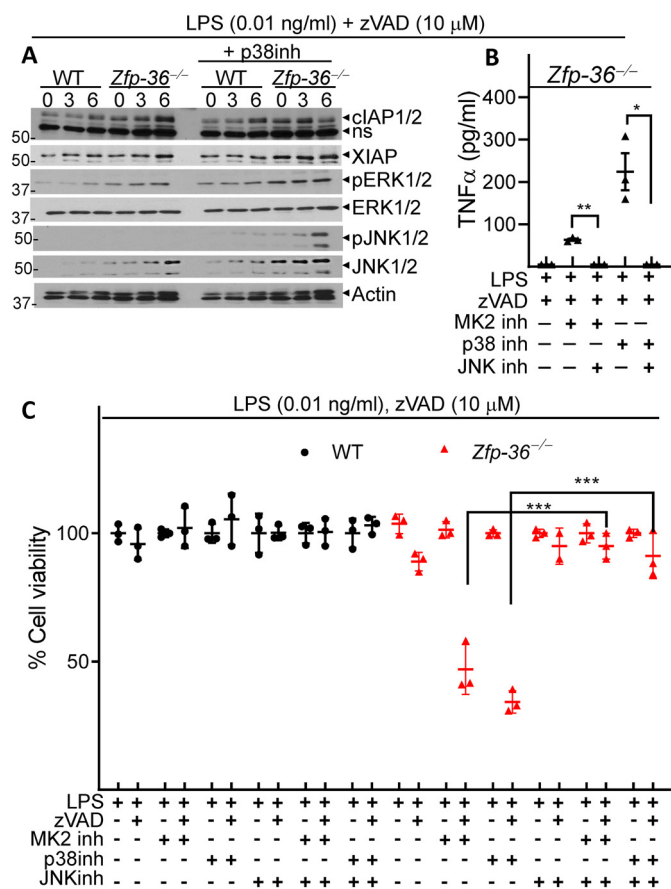 LPS (0.01 ng/ml) + zVAD (10 μM)
A
+ p38inh
WT Zfp-36−/− WT Zfp-36−/−
0 3 6 0 3 6 0 3 6 0 3 6
cIAP1/2
50- ns
50- XIAP
37- pERK1/2
37- ERK1/2
50- pJNK1/2
50- JNK1/2
37- Actin
B
Zfp-36−/−
TNFα (pg/ml)
400
300
200
100
** *
LPS + + + + +
zVAD + + + + +
MK2 inh − + + − −
p38 inh − − − + +
JNK inh − − + − +
C
LPS (0.01 ng/ml), zVAD (10 μM)
WT Zfp-36−/−
*** ***
% Cell viability
100
50
LPS + + + + + + + + + + + + + + + + + + + + + + + +
zVAD - + - + - + - + - + - + - + - + - + - + - + - +
MK2 inh - - + + - - - - + + - - - - + + - - - - + + - -
p38inh - - - - + + - - - - + + - - - - + + - - - - + +
JNKinh - - - - - - + + + + + + - - - - - - + + + + + +